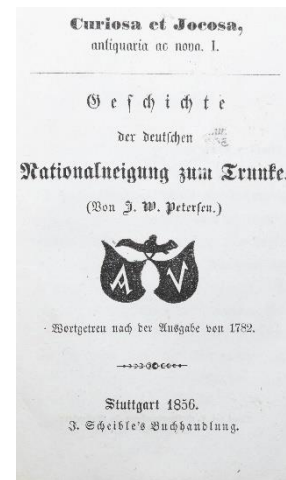 Curiosa et Jocosa,
antiquaria ac nova. I.
Geschichte
der deutschen
Nationalneigung zum Trunke.
(Von J. W. Petersen.)
A V
Wortgetreu nach der Ausgabe von 1782.
Stuttgart 1856.
J. Scheible's Buchhandlung.